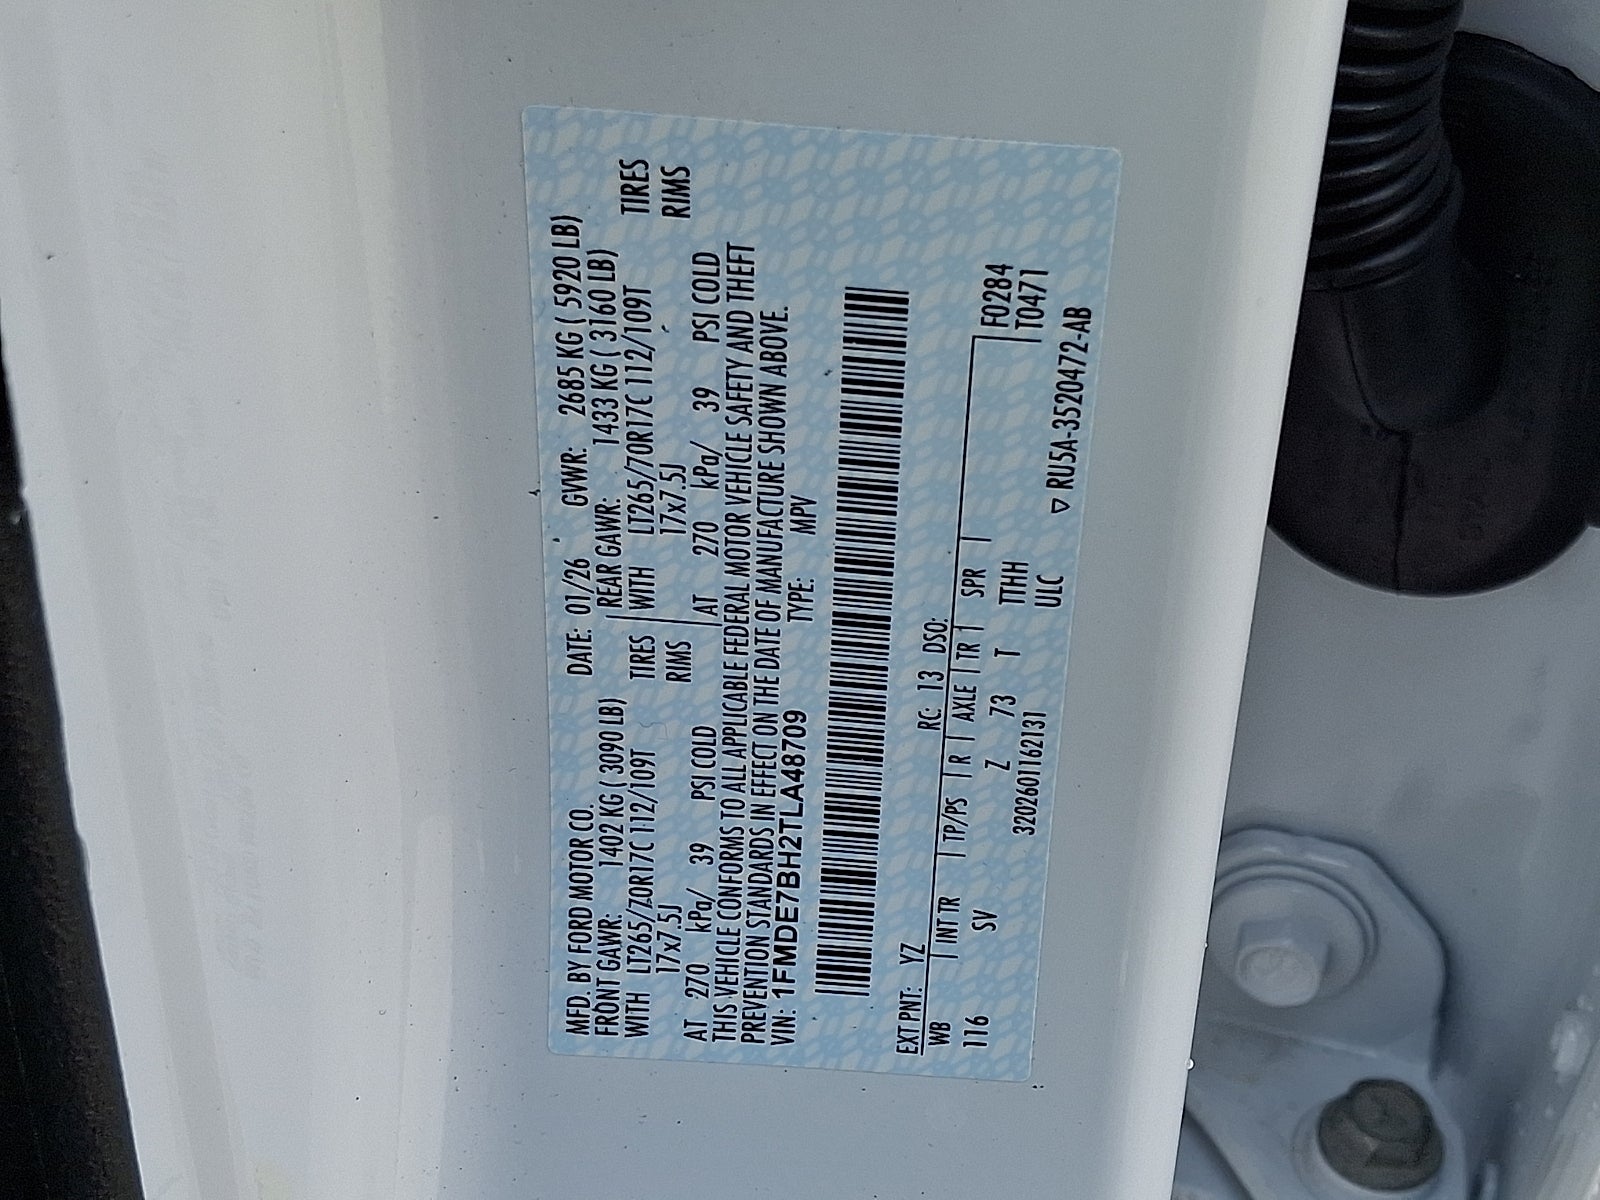 MFD. BY FORD MOTOR CO. DATE: 01/26 GVWR: 2685 KG ( 5920 LB)
FRONT GAWR: 1402 KG ( 3090 LB) REAR GAWR: 1433 KG ( 3160 LB)
WITH LT265/70R17C 112/109T TIRES WITH LT265/70R17C 112/109T TIRES
17x7.5J RIMS 17x7.5J RIMS
AT 270 kPa/ 39 PSI COLD AT 270 kPa/ 39 PSI COLD
THIS VEHICLE CONFORMS TO ALL APPLICABLE FEDERAL MOTOR VEHICLE SAFETY AND THEFT
PREVENTION STANDARDS IN EFFECT ON THE DATE OF MANUFACTURE SHOWN ABOVE.
VIN: 1FMDE7BH2TLA48709 TYPE: MPV
EXT PNT: YZ RC: 13 DSO:
WB INT TR TP/PS R AXLE TR SPR F0284
116 SV Z 73 T TTHH T0471
3202601162131 ULC ▽ RU5A-3520472-AB